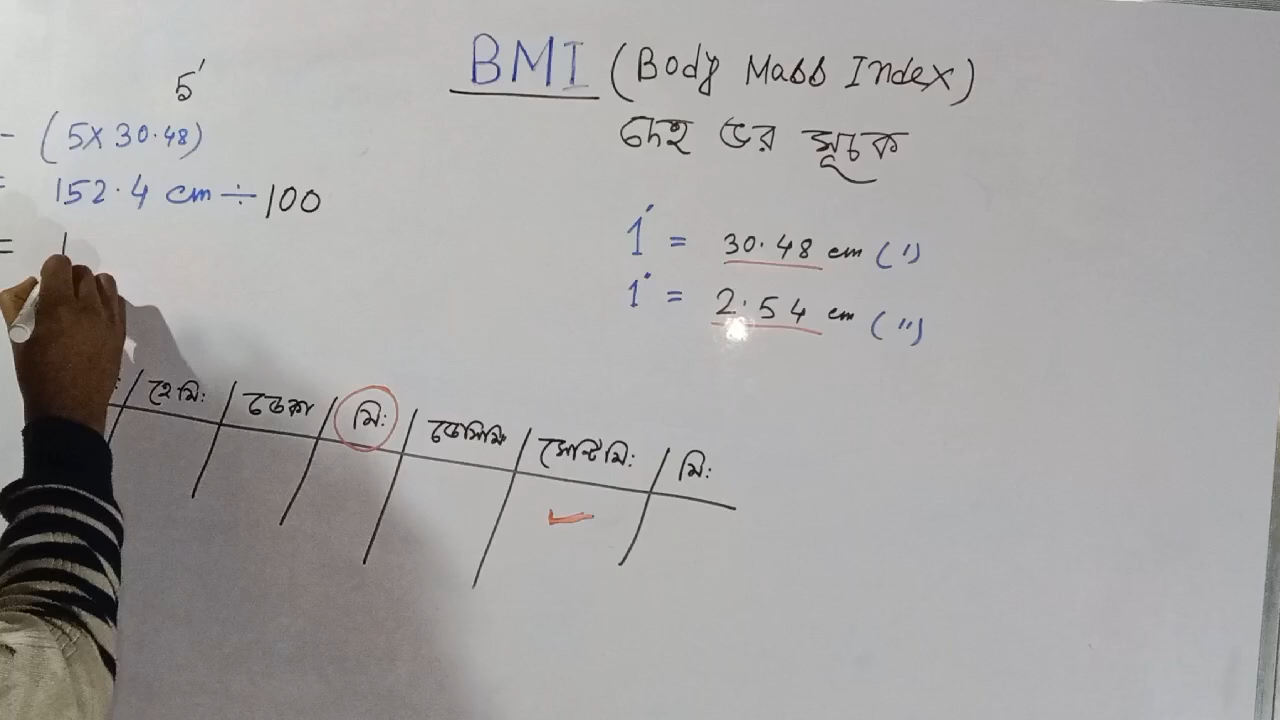 BMI (Body Mass Index)
দেহ ভর সূচক
5'
- (5X30.48)
= 152.4 cm ÷ 100
= 1
1' = 30.48 cm (')
1" = 2.54 cm (")
হেমি: ডেকা মি: ডেসিমি সেন্টিমি: মি: